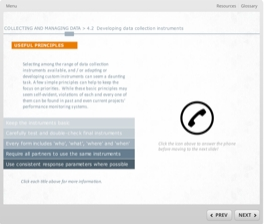 Menu
Resources Glossary
COLLECTING AND MANAGING DATA > 4.2 Developing data collection instruments
USEFUL PRINCIPLES
Selecting among the range of data collection
instruments available, and / or adapting or
developing custom instruments can seem a daunting
task. A few simple principles can help to keep the
focus on priorities. While these basic principles may
seem self-evident, violations of each and every one of
them can be found in past and even current projects'
performance monitoring systems.
Keep the instruments
Carefully test and double check final instruments
Every form includes 'who', 'what', 'where' and 'when'
Require all partners to use the same instruments
Use consistent response parameters where possible
Click each title above for more information.
Click the icon above to answer the phone
before moving to the next slide.
PREV
NEXT